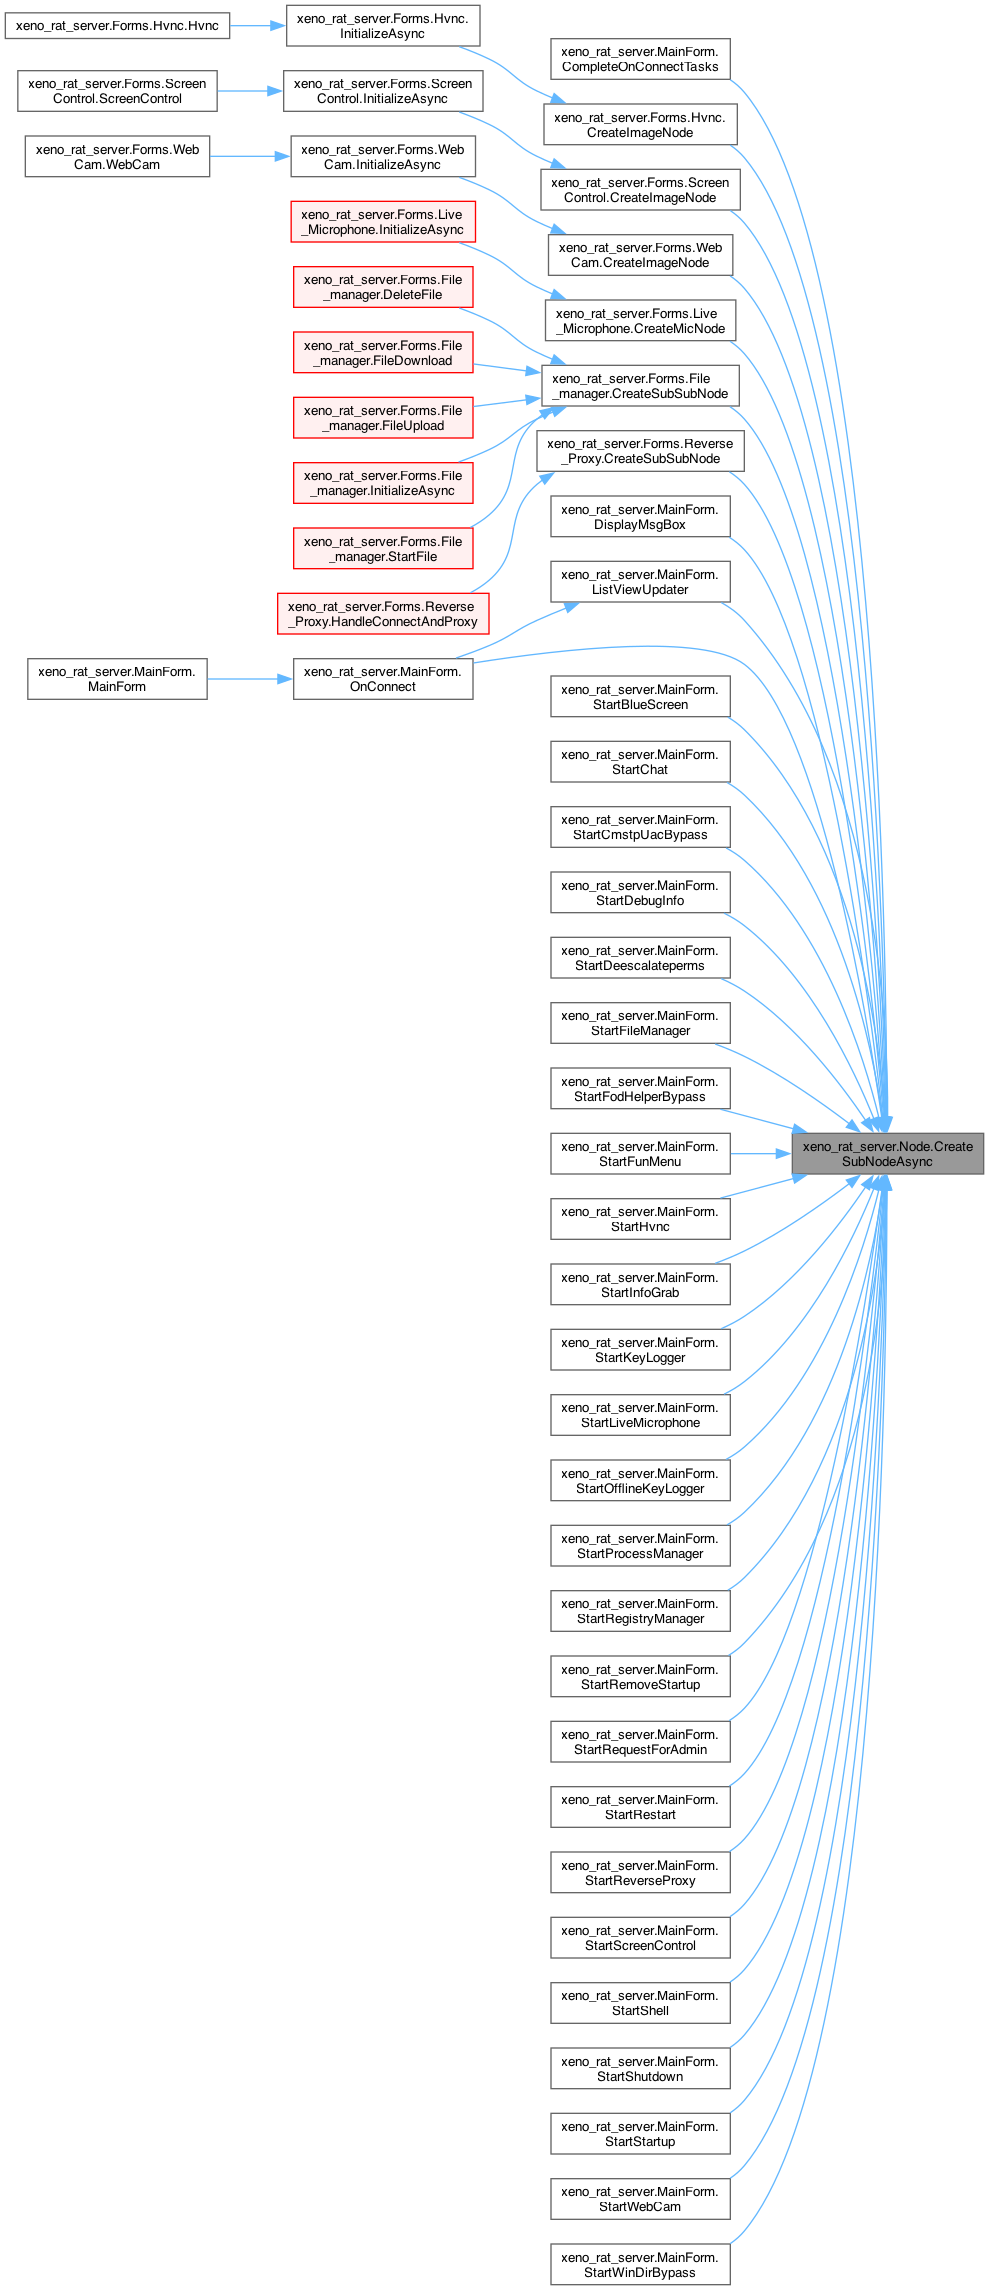 xeno_rat_server.Forms.Hvnc.Hvnc
xeno_rat_server.Forms.Hvnc.
InitializeAsync
xeno_rat_server.Forms.Screen
Control.ScreenControl
xeno_rat_server.Forms.Screen
Control.InitializeAsync
xeno_rat_server.Forms.Web
Cam.WebCam
xeno_rat_server.Forms.Web
Cam.InitializeAsync
xeno_rat_server.Forms.Live
_Microphone.InitializeAsync
xeno_rat_server.Forms.File
_manager.DeleteFile
xeno_rat_server.Forms.File
_manager.FileDownload
xeno_rat_server.Forms.File
_manager.FileUpload
xeno_rat_server.Forms.File
_manager.InitializeAsync
xeno_rat_server.Forms.File
_manager.StartFile
xeno_rat_server.Forms.Reverse
_Proxy.HandleConnectAndProxy
xeno_rat_server.MainForm.
MainForm
xeno_rat_server.MainForm.
OnConnect
xeno_rat_server.MainForm.
CompleteOnConnectTasks
xeno_rat_server.Forms.Hvnc.
CreateImageNode
xeno_rat_server.Forms.Screen
Control.CreateImageNode
xeno_rat_server.Forms.Web
Cam.CreateImageNode
xeno_rat_server.Forms.Live
_Microphone.CreateMicNode
xeno_rat_server.Forms.File
_manager.CreateSubSubNode
xeno_rat_server.Forms.Reverse
_Proxy.CreateSubSubNode
xeno_rat_server.MainForm.
DisplayMsgBox
xeno_rat_server.MainForm.
ListViewUpdater
xeno_rat_server.MainForm.
StartBlueScreen
xeno_rat_server.MainForm.
StartChat
xeno_rat_server.MainForm.
StartCmstpUacBypass
xeno_rat_server.MainForm.
StartDebugInfo
xeno_rat_server.MainForm.
StartDeescalateperms
xeno_rat_server.MainForm.
StartFileManager
xeno_rat_server.MainForm.
StartFodHelperBypass
xeno_rat_server.MainForm.
StartFunMenu
xeno_rat_server.MainForm.
StartHvnc
xeno_rat_server.MainForm.
StartInfoGrab
xeno_rat_server.MainForm.
StartKeyLogger
xeno_rat_server.MainForm.
StartLiveMicrophone
xeno_rat_server.MainForm.
StartOfflineKeyLogger
xeno_rat_server.MainForm.
StartProcessManager
xeno_rat_server.MainForm.
StartRegistryManager
xeno_rat_server.MainForm.
StartRemoveStartup
xeno_rat_server.MainForm.
StartRequestForAdmin
xeno_rat_server.MainForm.
StartRestart
xeno_rat_server.MainForm.
StartReverseProxy
xeno_rat_server.MainForm.
StartScreenControl
xeno_rat_server.MainForm.
StartShell
xeno_rat_server.MainForm.
StartShutdown
xeno_rat_server.MainForm.
StartStartup
xeno_rat_server.MainForm.
StartWebCam
xeno_rat_server.MainForm.
StartWinDirBypass
xeno_rat_server.Node.Create
SubNodeAsync